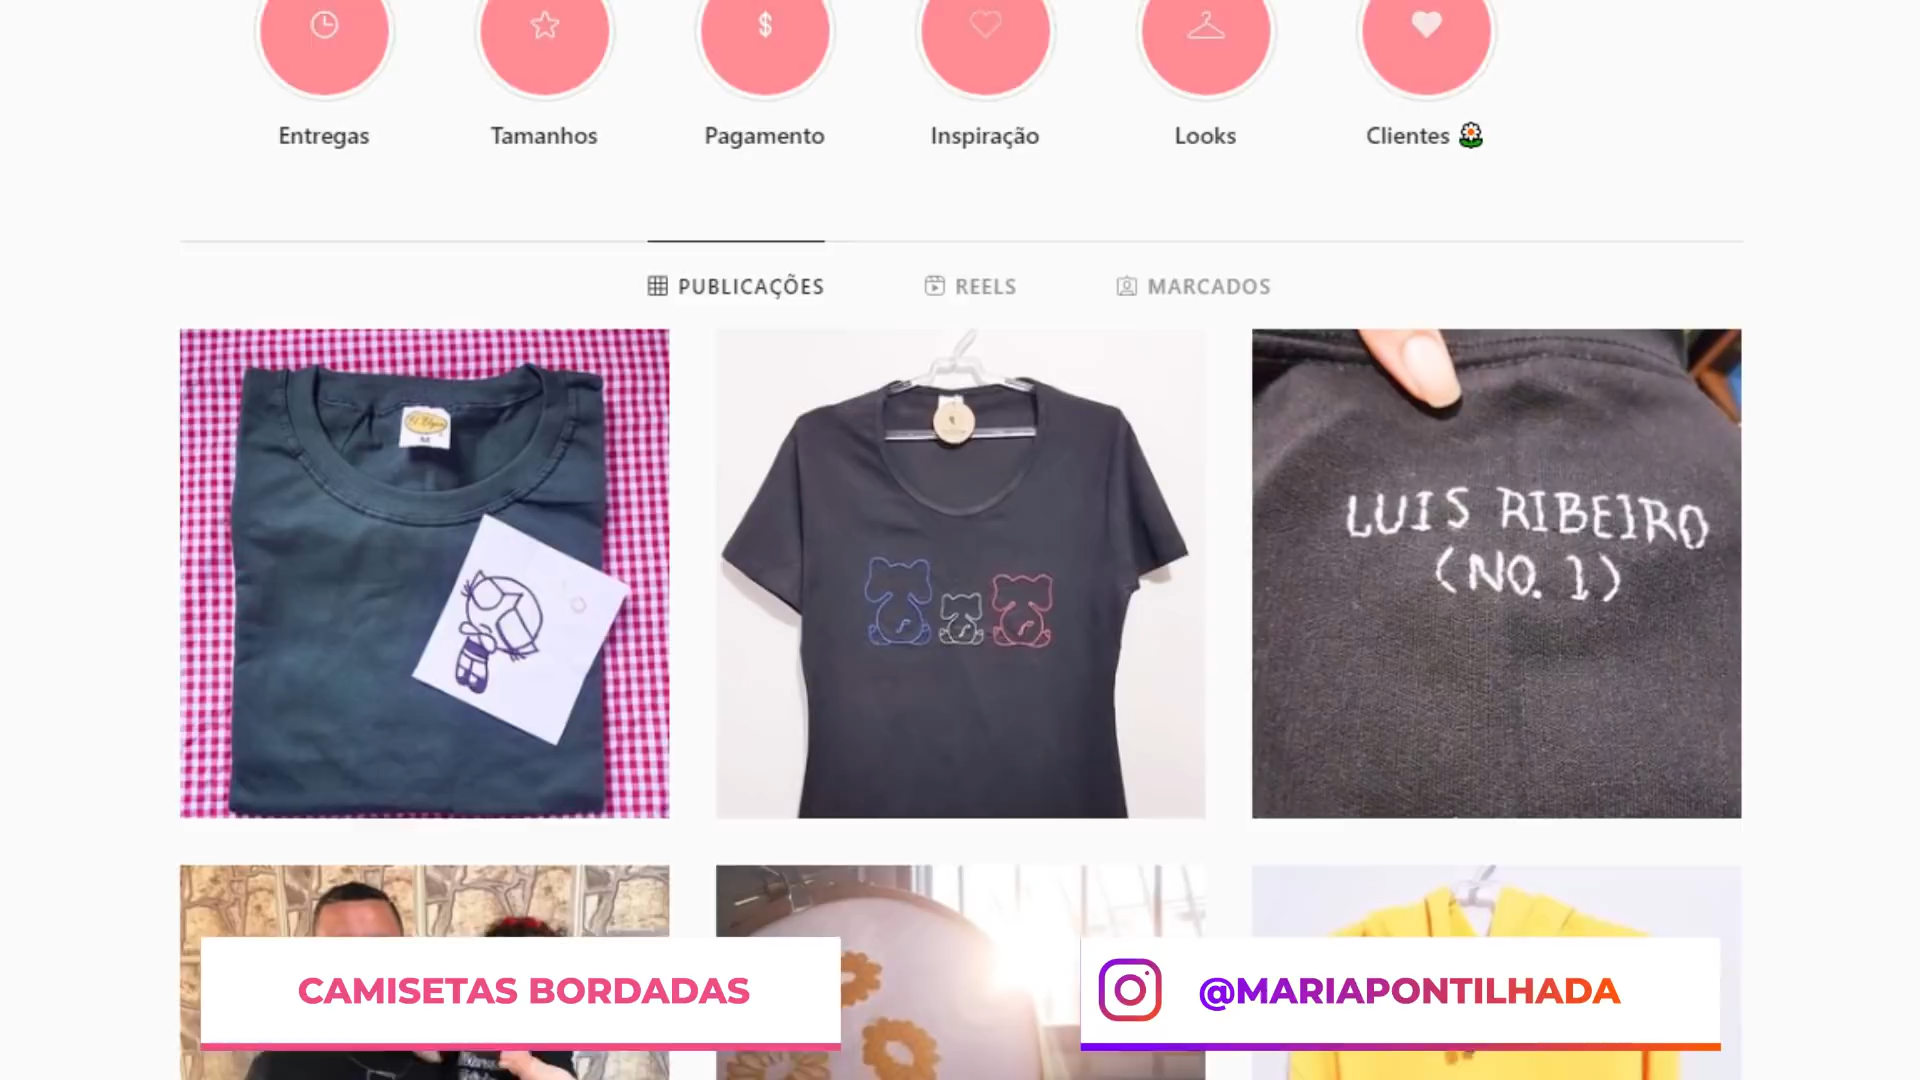 Entregas
Tamanhos
Pagamento
Inspiração
Looks
Clientes
PUBLICAÇÕES
REELS
MARCADOS
M
LUIS RIBEIRO
(NO. 1)
CAMISETAS BORDADAS
@MARIAPONTILHADA